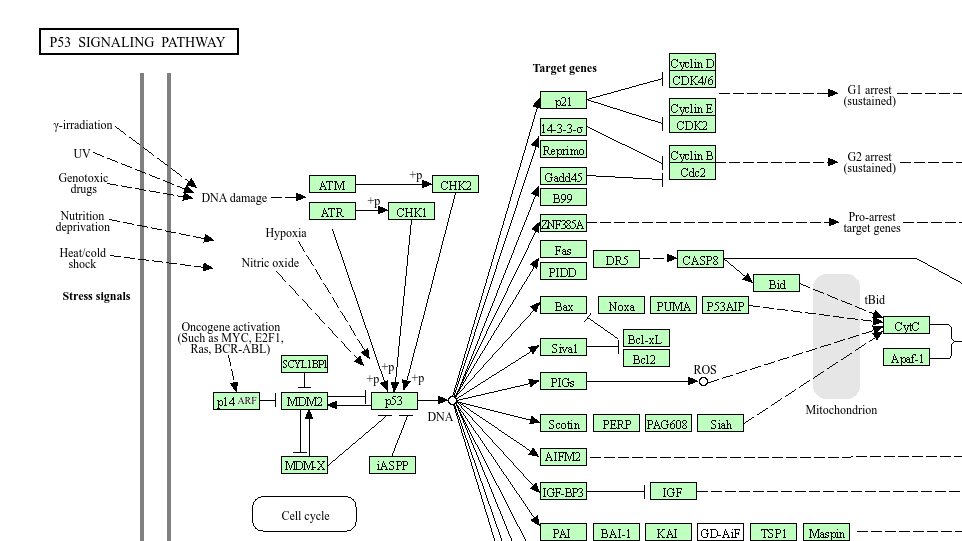 P53 SIGNALING PATHWAY
Target genes
γ-irradiation
UV
Genotoxic
drugs
Nutrition
deprivation
Heat/cold
shock
Stress signals
DNA damage
Hypoxia
Nitric oxide
ATM
+p
CHK2
ATR
+p
CHK1
Oncogene activation
(Such as MYC, E2F1,
Ras, BCR-ABL)
SCYL1BP1
+p
+p
+p
p14 ARF
MDM2
p53
DNA
MDM-X
iASPP
Cell cycle
p21
Cyclin D
CDK4/6
Cyclin E
CDK2
G1 arrest
(sustained)
14-3-3-σ
Reprimo
Cyclin B
Cdc2
G2 arrest
(sustained)
Gadd45
B99
ZNF385A
Pro-arrest
target genes
Fas
PIDD
DR5
CASP8
Bid
tBid
Bax
Noxa
PUMA
P53AIP
CytC
Siva1
Bcl-xL
Bcl2
Apaf-1
PIGs
ROS
Mitochondrion
Scotin
PERP
PAG608
Siah
AIFM2
IGF-BP3
IGF
PAI
BAI-1
KAI
GD-AiF
TSP1
Maspin